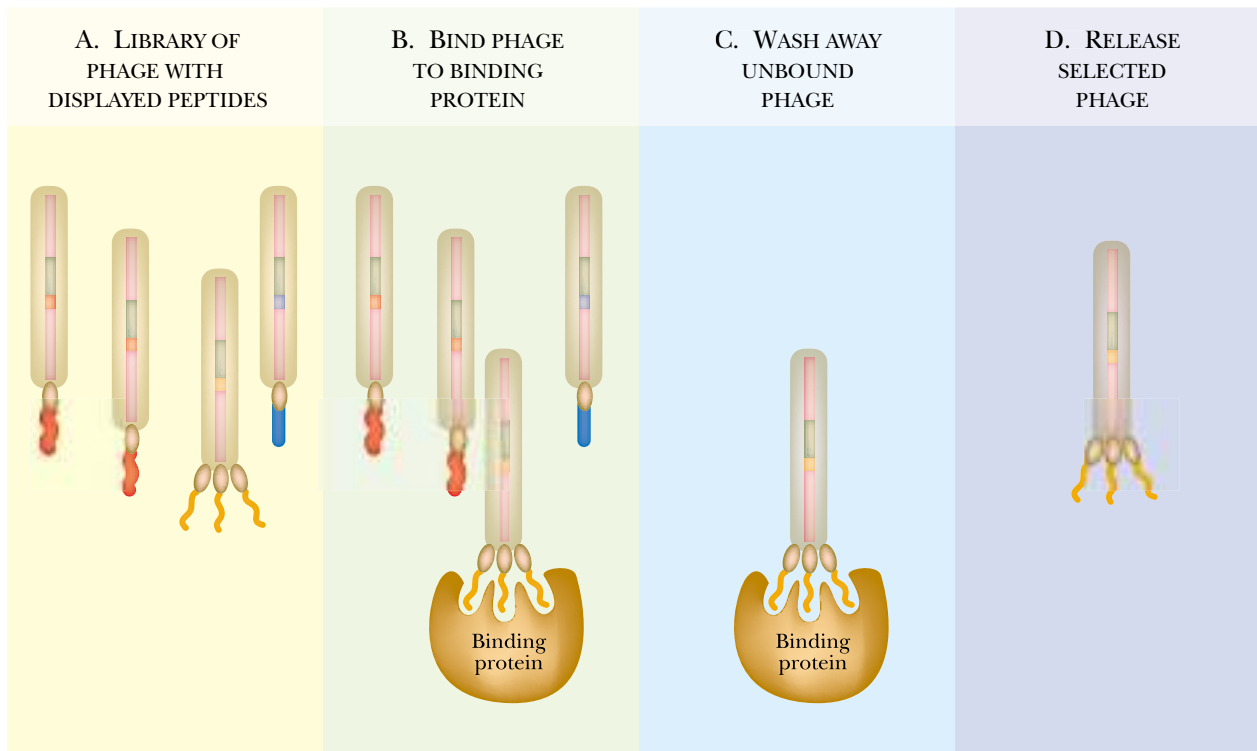 A. LIBRARY OF
PHAGE WITH
DISPLAYED PEPTIDES
B. BIND PHAGE
TO BINDING
PROTEIN
C. WASH AWAY
UNBOUND
PHAGE
D. RELEASE
SELECTED
PHAGE
Binding
protein
Binding
protein